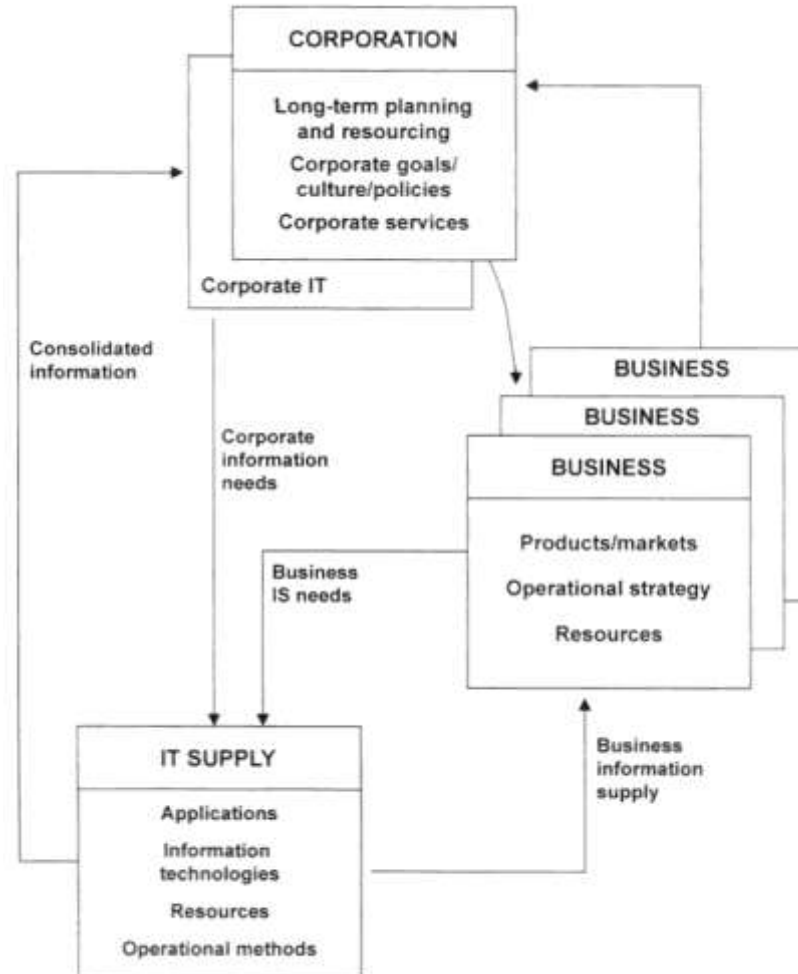 CORPORATION
Long-term planning
and resourcing
Corporate goals/
culture/policies
Corporate services
Corporate IT
Consolidated
information
Corporate
information
needs
BUSINESS
BUSINESS
BUSINESS
Products/markets
Operational strategy
Resources
Business
IS needs
IT SUPPLY
Applications
Information
technologies
Resources
Operational methods
Business
information
supply